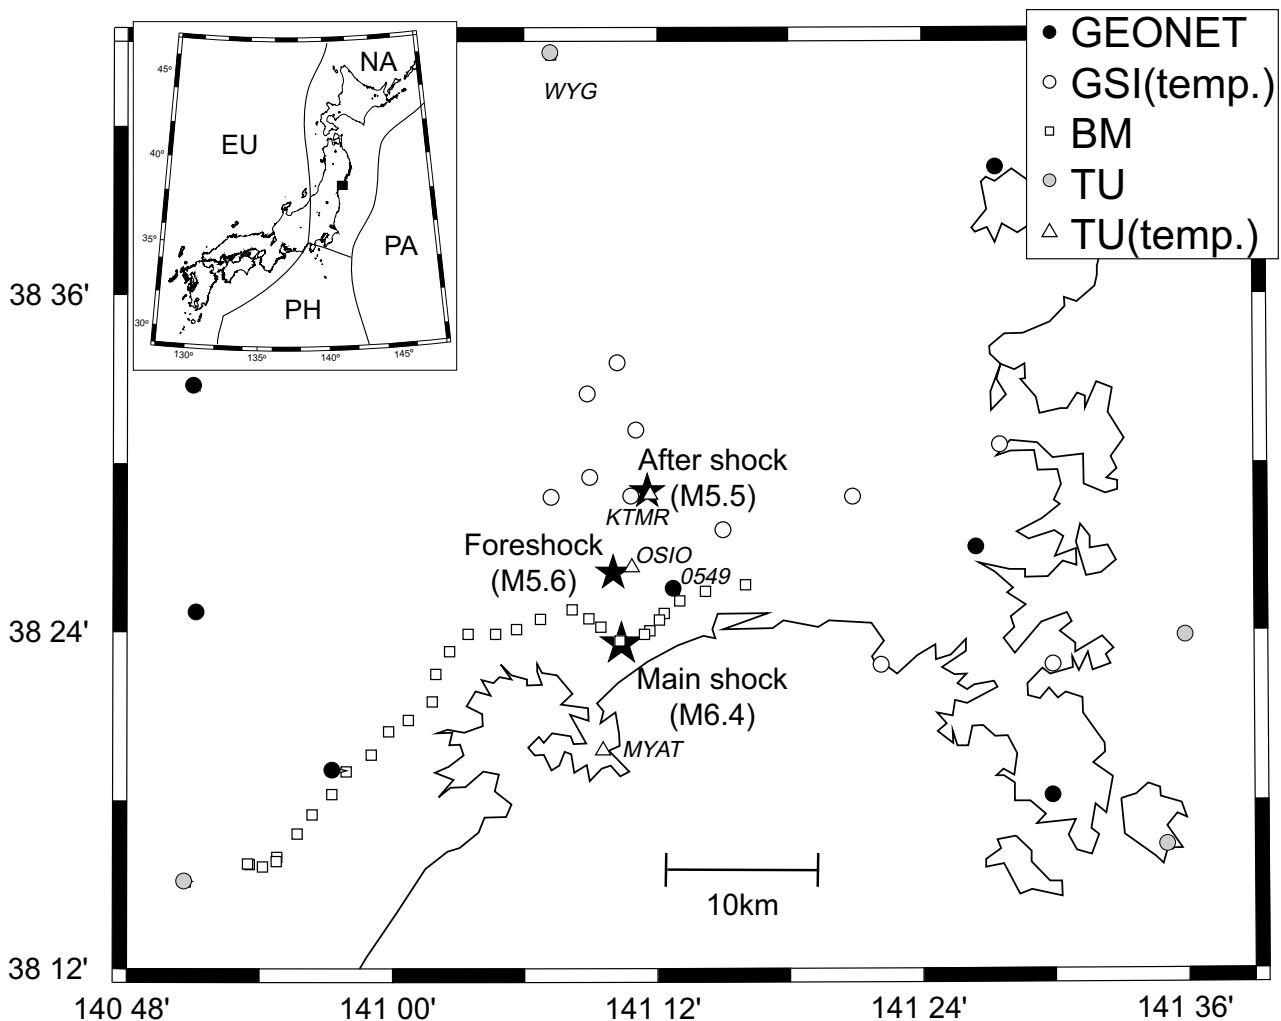 GEONET
GSI(temp.)
BM
TU
TU(temp.)
NA
EU
PA
PH
45°
40°
35°
30°
130°
135°
140°
145°
WYG
After shock
(M5.5)
KTMR
Foreshock
(M5.6)
OSIO
0549
Main shock
(M6.4)
MYAT
10km
38 36'
38 24'
38 12'
140 48'
141 00'
141 12'
141 24'
141 36'